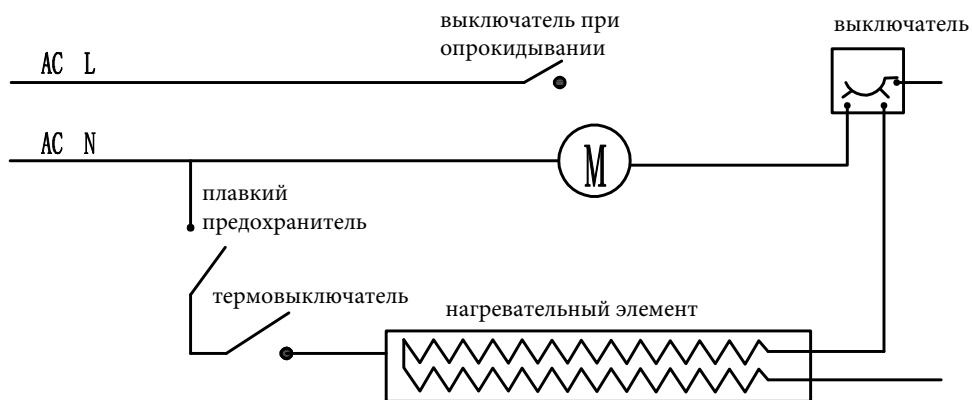 выключатель при
опрокидывании
выключатель
AC L
AC N
M
плавкий
предохранитель
термовыключатель
нагревательный элемент